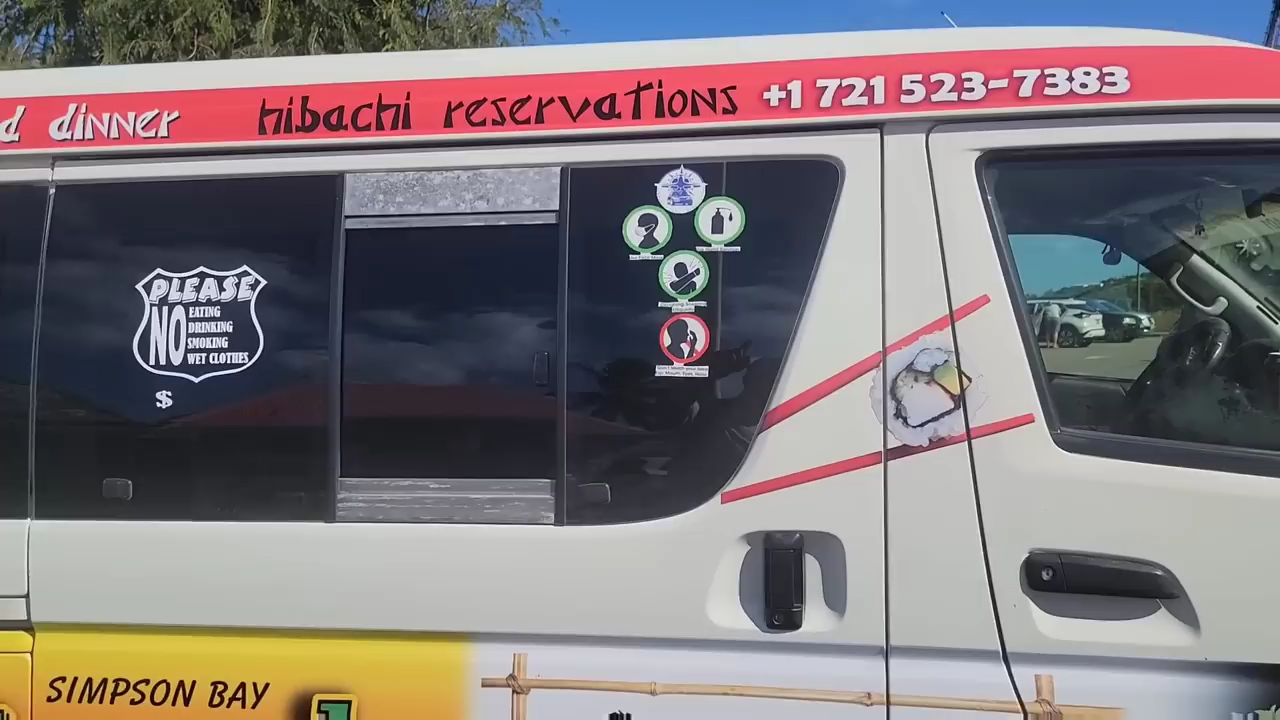 d dinner hibachi reservations +1 721 523-7383
PLEASE
NO EATING
DRINKING
SMOKING
WET CLOTHES
$
SIMPSON BAY